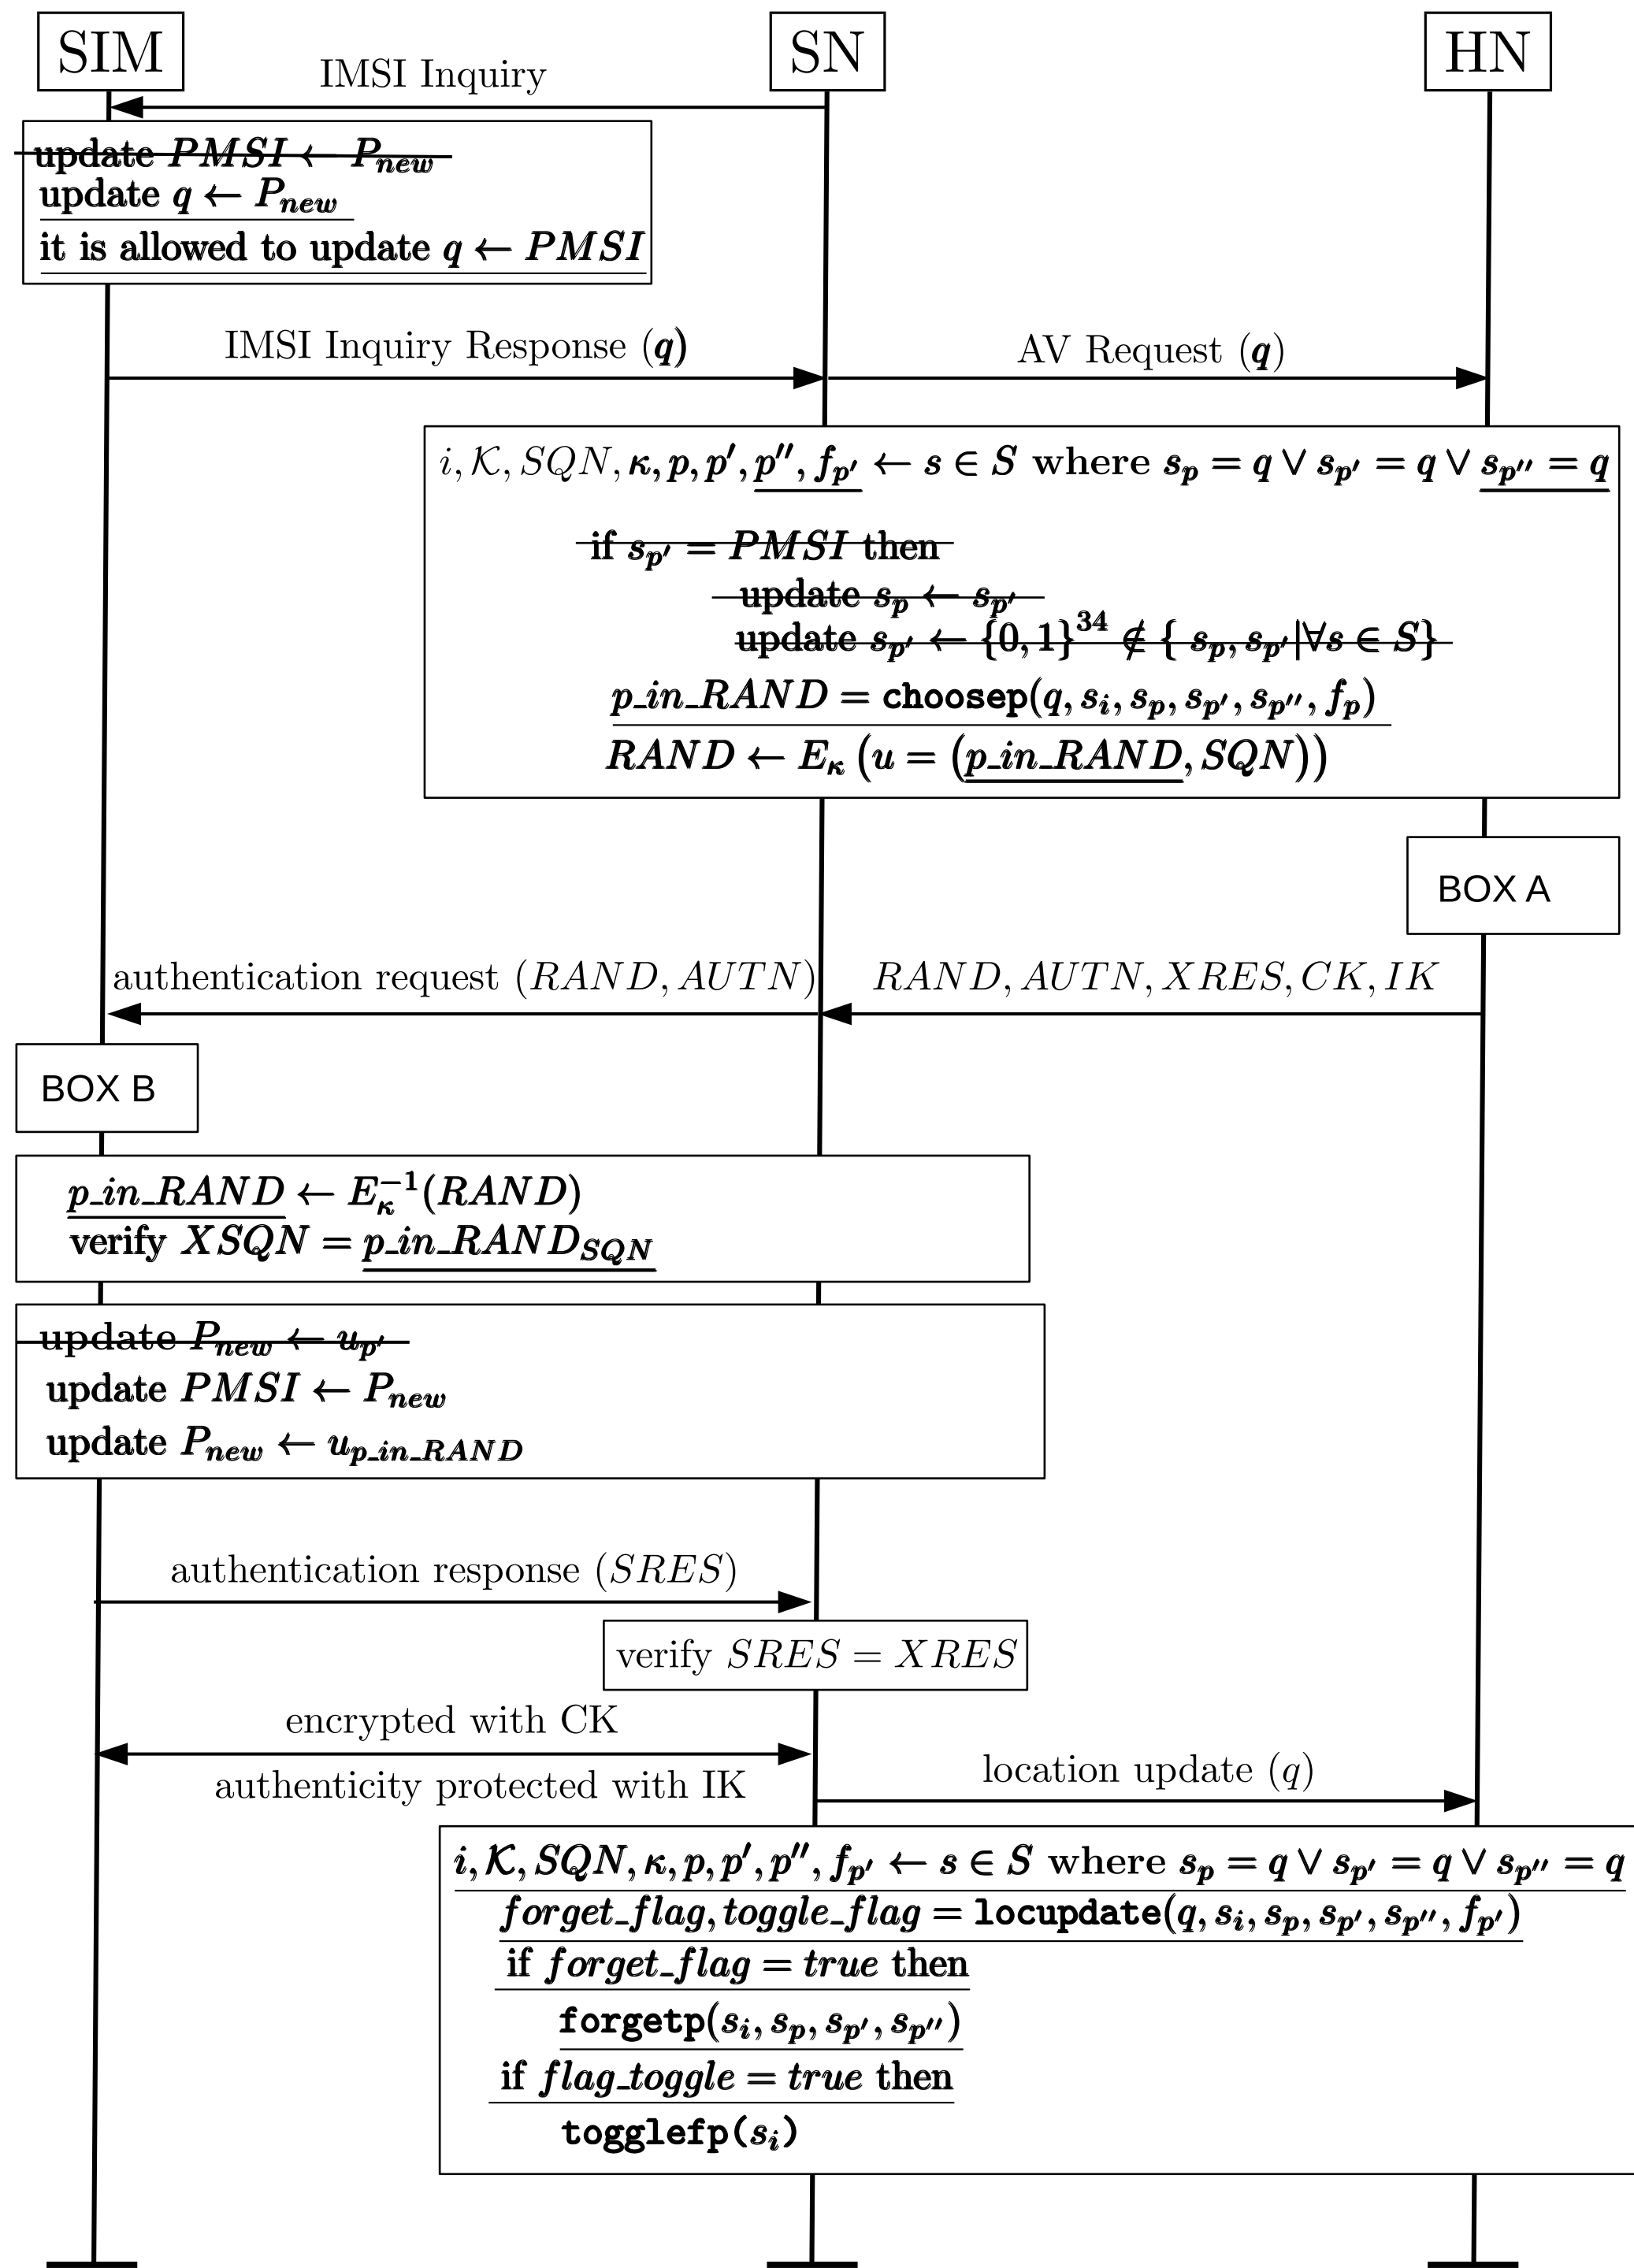 SIM
SN
HN
IMSI Inquiry
update PMSI ← P_new
update q ← P_new
it is allowed to update q ← PMSI
IMSI Inquiry Response (q)
AV Request (q)
i, 𝒦, SQN, κ, p, p′, p″, f_p′ ← s ∈ S where s_p = q ∨ s_p′ = q ∨ s_p″ = q
if s_p′ = PMSI then
update s_p ← s_p′
update s_p′ ← {0, 1}^34 ∉ { s_p, s_p′ |∀s ∈ S}
p_in_RAND = choosep(q, s_i, s_p, s_p′, s_p″, f_p)
RAND ← E_κ (u = (p_in_RAND, SQN))
BOX A
authentication request (RAND, AUTN)
RAND, AUTN, XRES, CK, IK
BOX B
p_in_RAND ← E_κ^−1(RAND)
verify XSQN = p_in_RAND_SQN
update P_new ← u_p′
update PMSI ← P_new
update P_new ← u_p_in_RAND
authentication response (SRES)
verify SRES = XRES
encrypted with CK
authenticity protected with IK
location update (q)
i, 𝒦, SQN, κ, p, p′, p″, f_p′ ← s ∈ S where s_p = q ∨ s_p′ = q ∨ s_p″ = q
forget_flag, toggle_flag = locupdate(q, s_i, s_p, s_p′, s_p″, f_p′)
if forget_flag = true then
forgetp(s_i, s_p, s_p′, s_p″)
if flag_toggle = true then
togglefp(s_i)